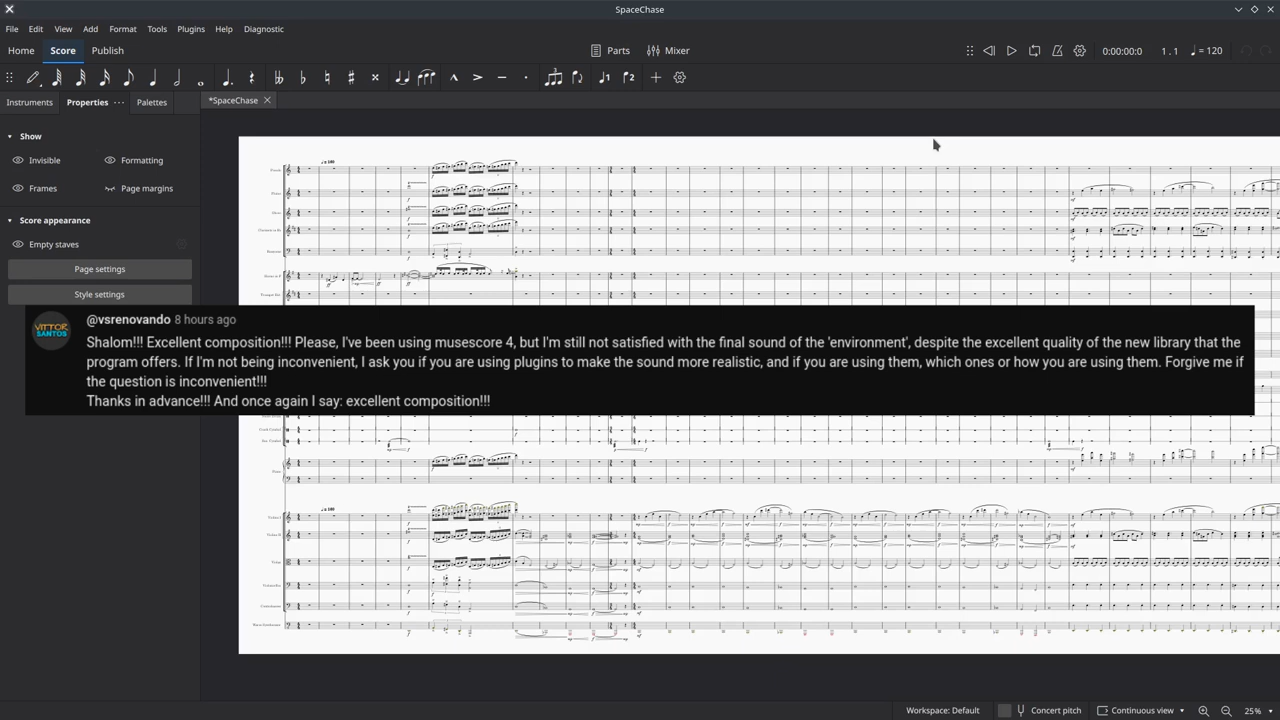 SpaceChase
File Edit View Add Format Tools Plugins Help Diagnostic
Home Score Publish Parts Mixer 0:00:00:0 1 . 1 = 120
Instruments Properties Palettes *SpaceChase
Show
Invisible Formatting
Frames Page margins
Score appearance
Empty staves
Page settings
Style settings
VITTOR SANTOS
@vsrenovando 8 hours ago
Shalom!!! Excellent composition!!! Please, I've been using musescore 4, but I'm still not satisfied with the final sound of the 'environment', despite the excellent quality of the new library that the
program offers. If I'm not being inconvenient, I ask you if you are using plugins to make the sound more realistic, and if you are using them, which ones or how you are using them. Forgive me if
the question is inconvenient!!!
Thanks in advance!!! And once again I say: excellent composition!!!
Workspace: Default Concert pitch Continuous view 25%